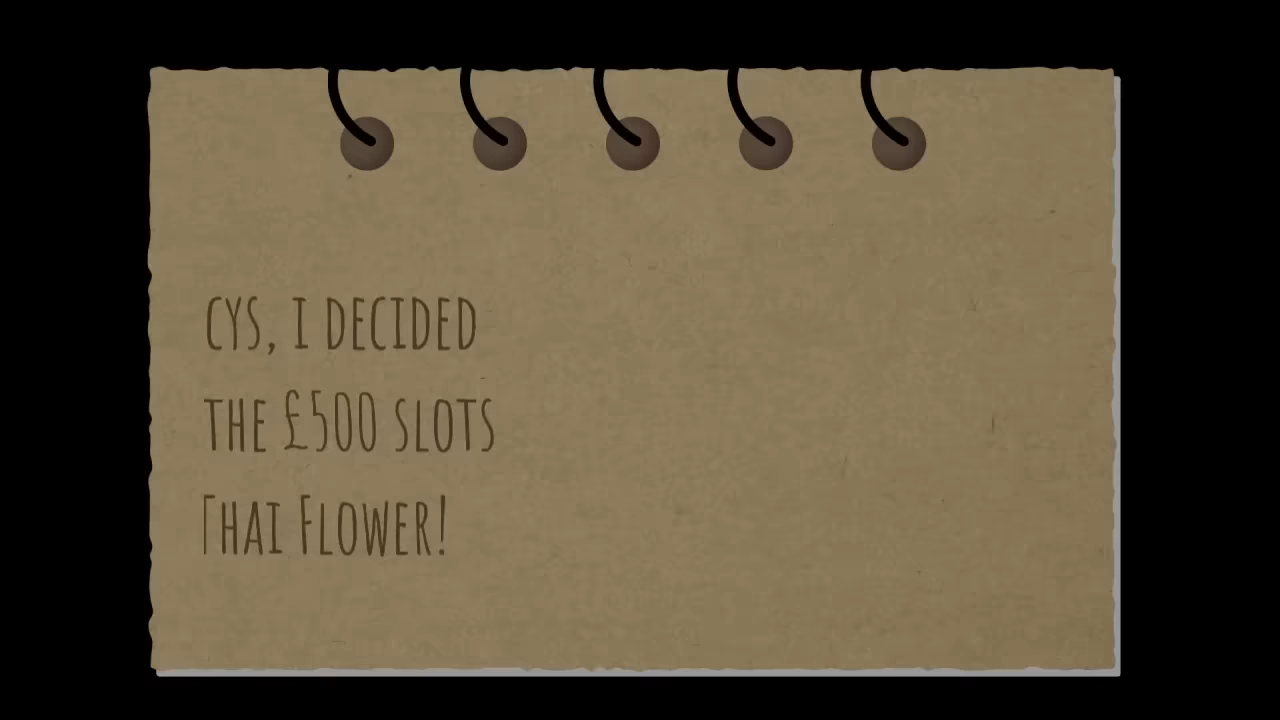 CYS, I DECIDED
THE £500 SLOTS
THAI FLOWER!